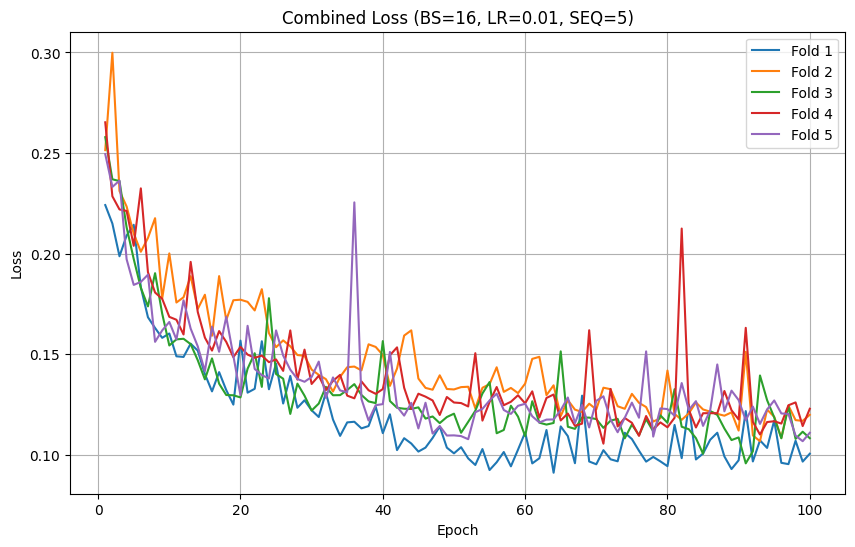 Combined Loss (BS=16, LR=0.01, SEQ=5)
Fold 1
Fold 2
Fold 3
Fold 4
Fold 5
Loss
0.30
0.25
0.20
0.15
0.10
0 20 40 60 80 100
Epoch